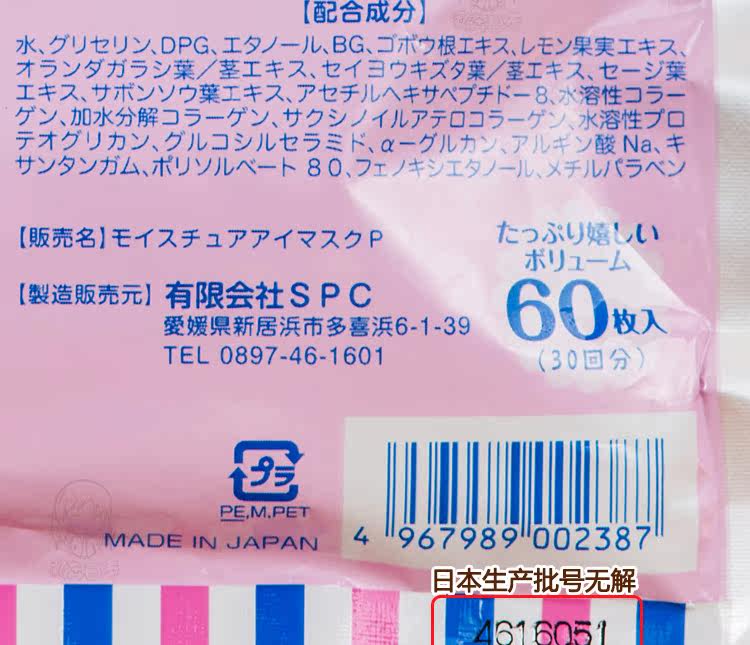 【配合成分】
水、グリセリン、DPG、エタノール、BG、ゴボウ根エキス、レモン果実エキス、
オランダガラシ葉/茎エキス、セイヨウキズタ葉/茎エキス、セージ葉
エキス、サボンソウ葉エキス、アセチルヘキサペプチドー8、水溶性コラー
ゲン、加水分解コラーゲン、サクシノイルアテロコラーゲン、水溶性プロ
テオグリカン、グルコシルセラミド、α-グルカン、アルギン酸Na、キ
サンタンガム、ポリソルベート80、フェノキシエタノール、メチルパラベン
【販売名】モイスチュアアイマスクP
たっぷり嬉しい
ボリューム
60枚入
(30回分)
【製造販売元】有限会社SPC
愛媛県新居浜市多喜浜6-1-39
TEL 0897-46-1601
プラ
PE,M,PET
MADE IN JAPAN
4 967989 002387
日本生产批号无解
4616051